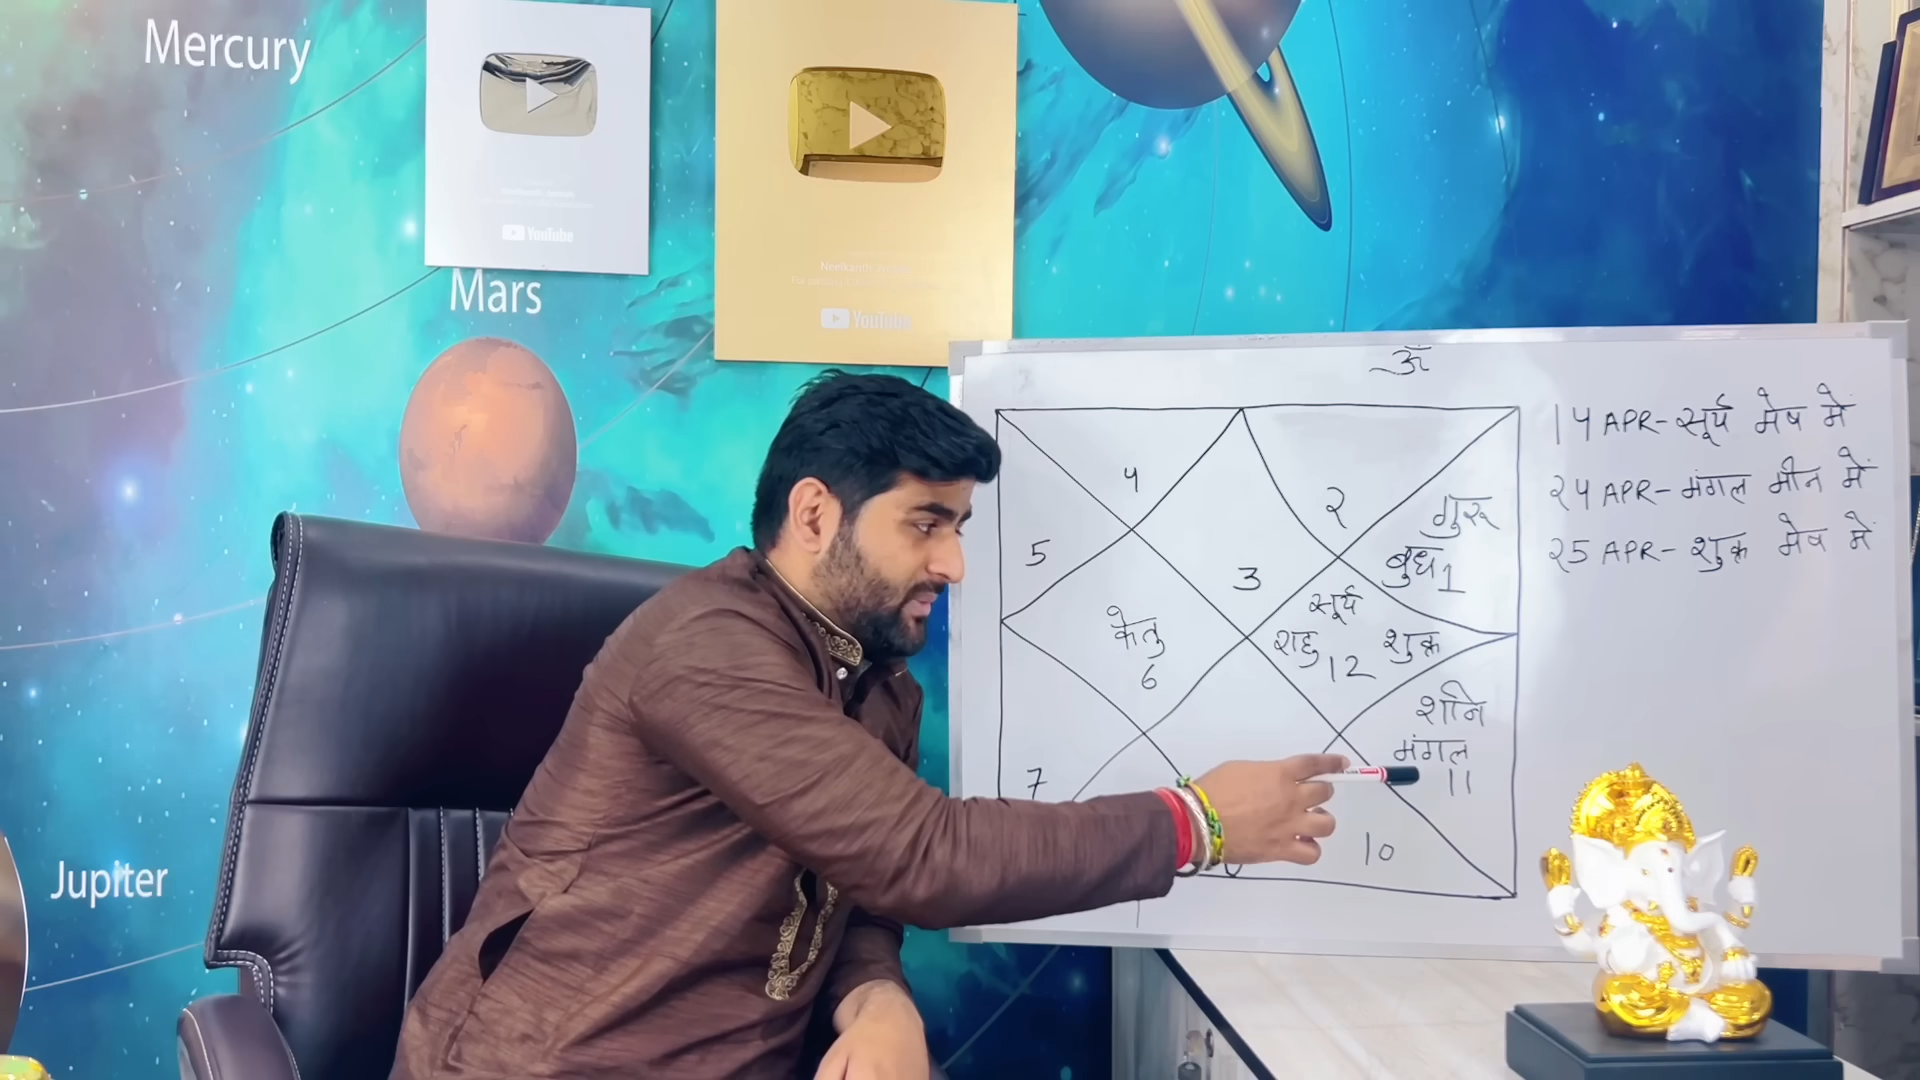 Mercury
YouTube
Neelkanth
YouTube
Mars
Jupiter
ॐ
14 APR- सूर्य मेष में
24 APR- मंगल मीन में
25 APR- शुक्र मेष में
4
2
गुरू
5
3
बुध 1
सूर्य
केतु
राहु
शुक्र
6
12
शनि
मंगल
7
11
10